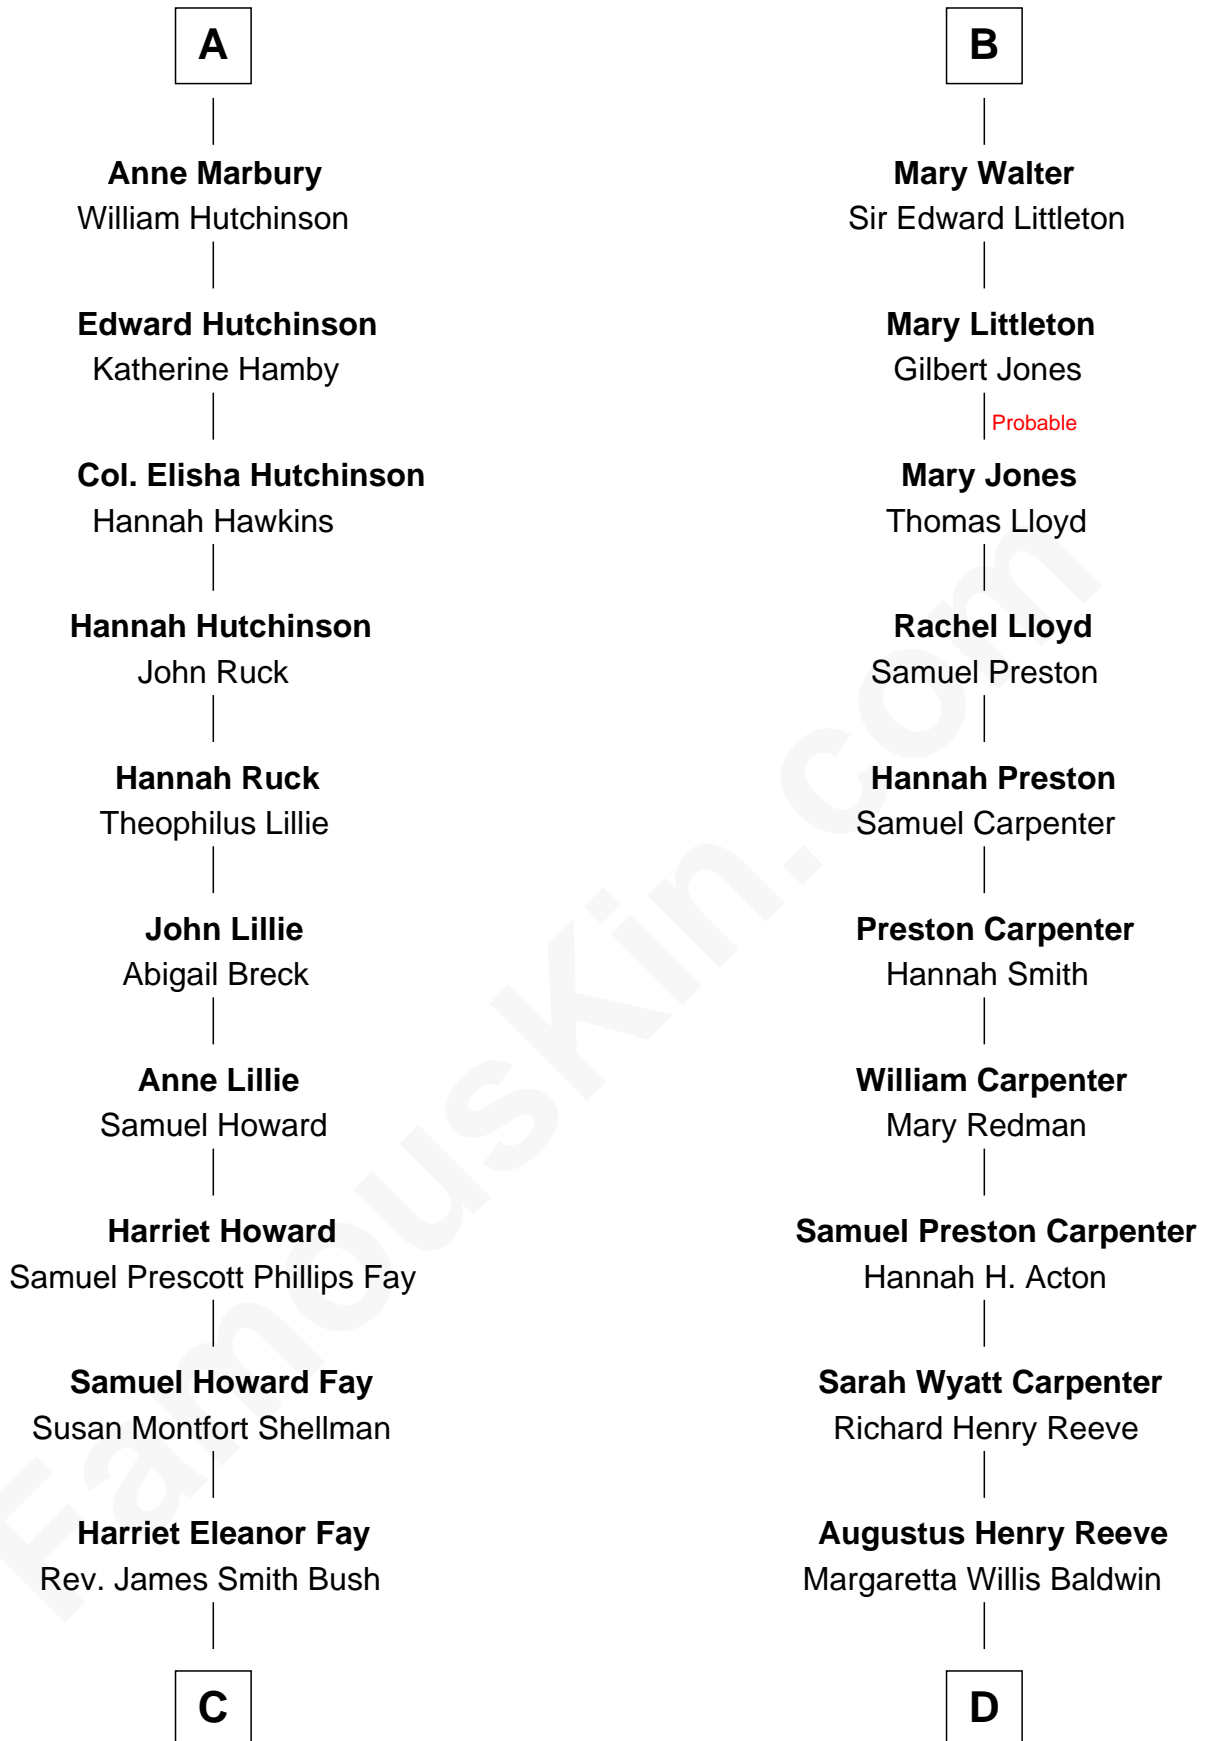 A
Anne Marbury
William Hutchinson
Edward Hutchinson
Katherine Hamby
Col. Elisha Hutchinson
Hannah Hawkins
Hannah Hutchinson
John Ruck
Hannah Ruck
Theophilus Lillie
John Lillie
Abigail Breck
Anne Lillie
Samuel Howard
Harriet Howard
Samuel Prescott Phillips Fay
Samuel Howard Fay
Susan Montfort Shellman
Harriet Eleanor Fay
Rev. James Smith Bush
C
B
Mary Walter
Sir Edward Littleton
Mary Littleton
Gilbert Jones
Probable
Mary Jones
Thomas Lloyd
Rachel Lloyd
Samuel Preston
Hannah Preston
Samuel Carpenter
Preston Carpenter
Hannah Smith
William Carpenter
Mary Redman
Samuel Preston Carpenter
Hannah H. Acton
Sarah Wyatt Carpenter
Richard Henry Reeve
Augustus Henry Reeve
Margaretta Willis Baldwin
D
FamousKin.com